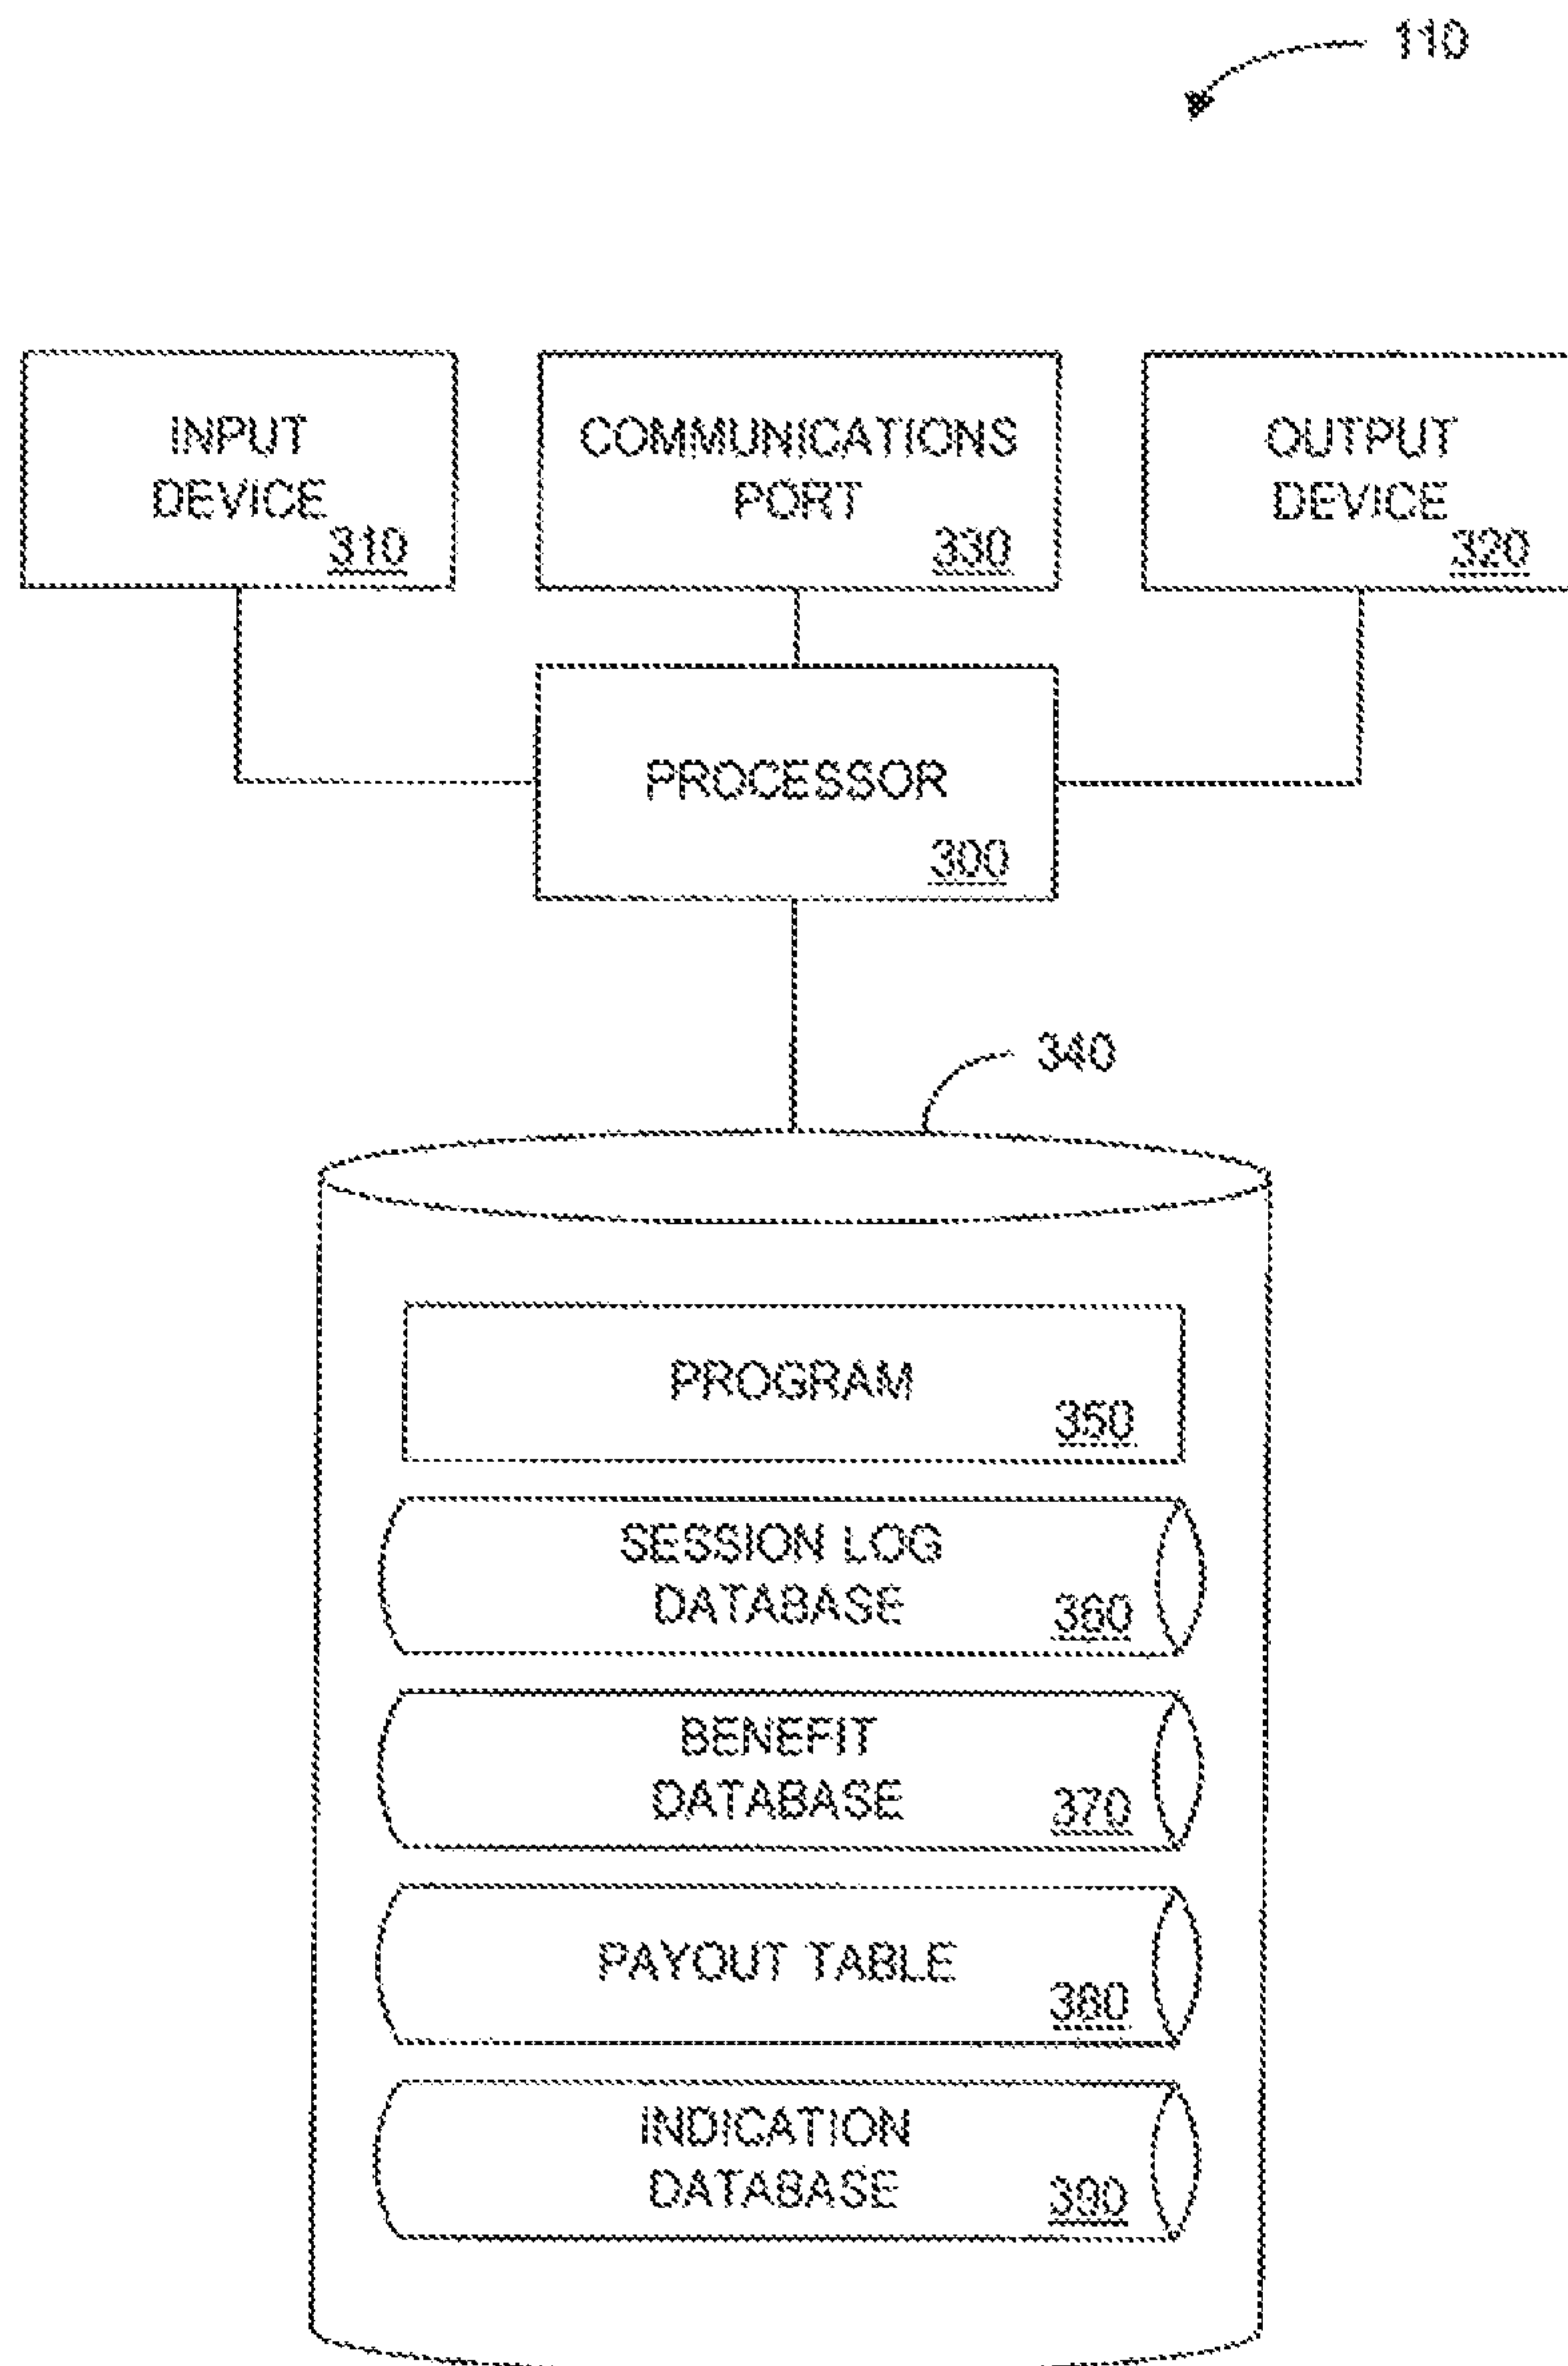 110
INPUT
DEVICE
310
COMMUNICATIONS
PORT
330
OUTPUT
DEVICE
320
PROCESSOR
300
340
PROGRAM
350
SESSION LOG
DATABASE
360
BENEFIT
DATABASE
370
PAYOUT TABLE
380
INDICATION
DATABASE
390